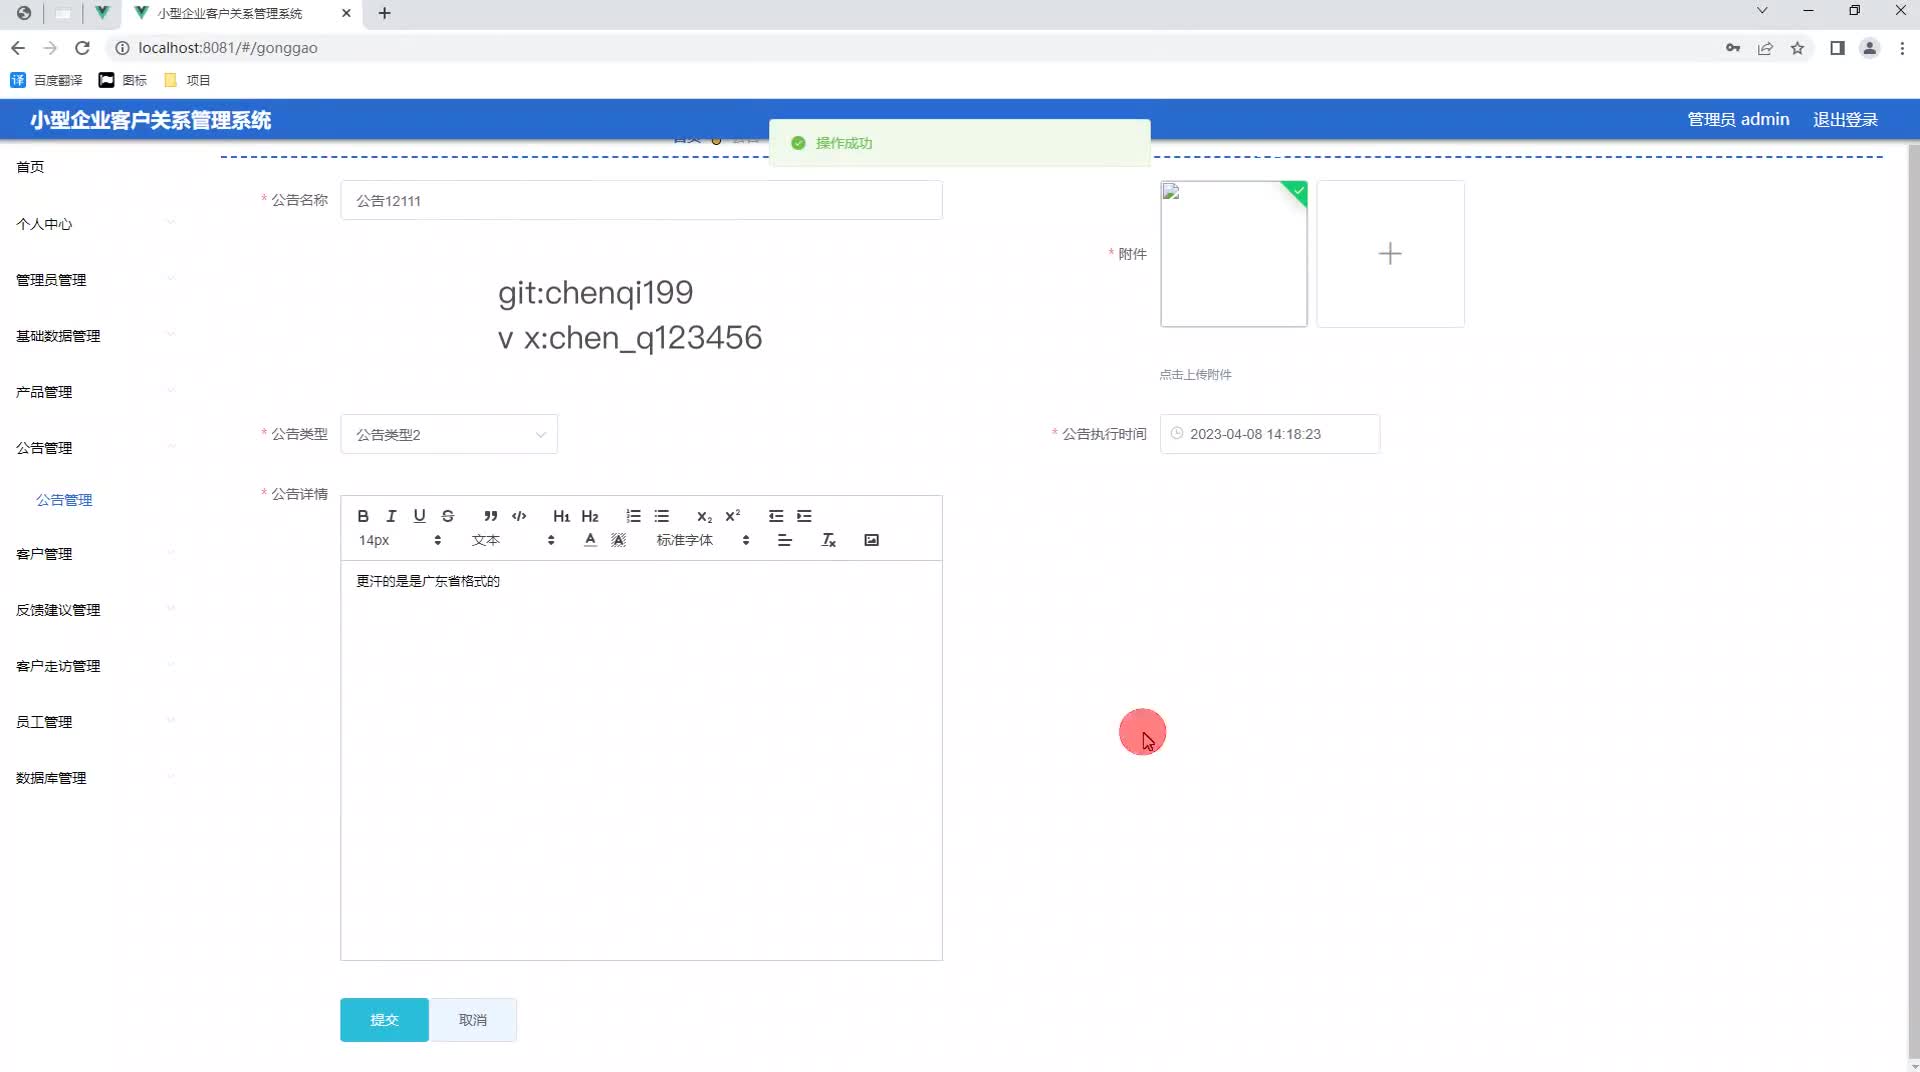 小型企业客户关系管理系统
localhost:8081/#/gonggao
百度翻译
图标
项目
小型企业客户关系管理系统
管理员 admin
退出登录
操作成功
首页
个人中心
管理员管理
基础数据管理
产品管理
公告管理
公告管理
客户管理
反馈建议管理
客户走访管理
员工管理
数据库管理
* 公告名称
公告12111
* 附件
git:chenqi199
v x:chen_q123456
点击上传附件
* 公告类型
公告类型2
* 公告执行时间
2023-04-08 14:18:23
* 公告详情
B I U S H1 H2 X2 X2
14px
文本
标准字体
更汗的是是广东省格式的
提交
取消